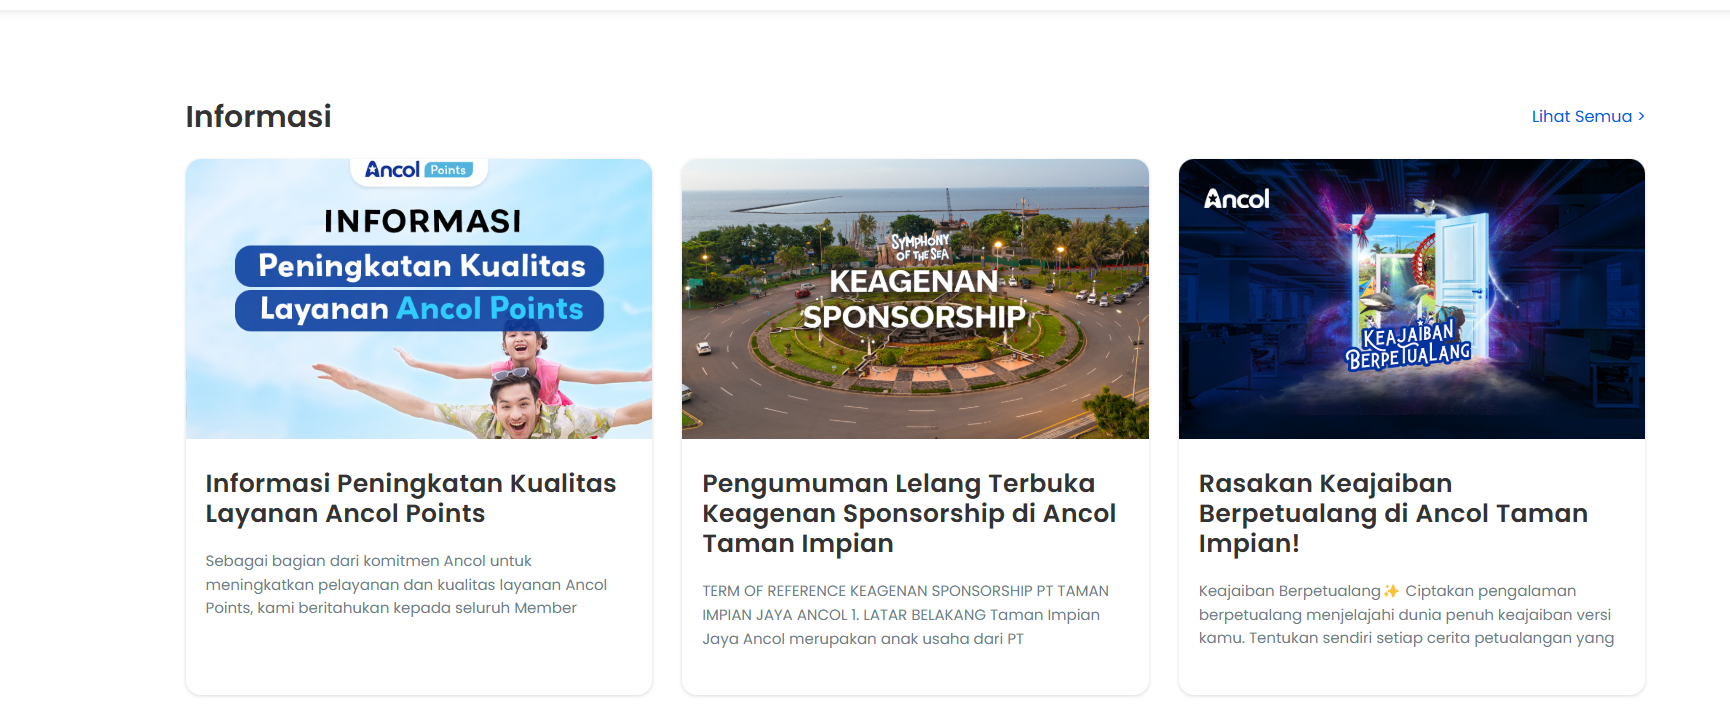 Informasi
Lihat Semua >
Ancol Points
INFORMASI
Peningkatan Kualitas
Layanan Ancol Points
Informasi Peningkatan Kualitas
Layanan Ancol Points
Sebagai bagian dari komitmen Ancol untuk
meningkatkan pelayanan dan kualitas layanan Ancol
Points, kami beritahukan kepada seluruh Member
SYMPHONY
OF THE SEA
KEAGENAN
SPONSORSHIP
Pengumuman Lelang Terbuka
Keagenan Sponsorship di Ancol
Taman Impian
TERM OF REFERENCE KEAGENAN SPONSORSHIP PT TAMAN
IMPIAN JAYA ANCOL 1. LATAR BELAKANG Taman Impian
Jaya Ancol merupakan anak usaha dari PT
Ancol
KEAJAIBAN
BERPETUALANG
Rasakan Keajaiban
Berpetualang di Ancol Taman
Impian!
Keajaiban Berpetualang✨ Ciptakan pengalaman
berpetualang menjelajahi dunia penuh keajaiban versi
kamu. Tentukan sendiri setiap cerita petualangan yang